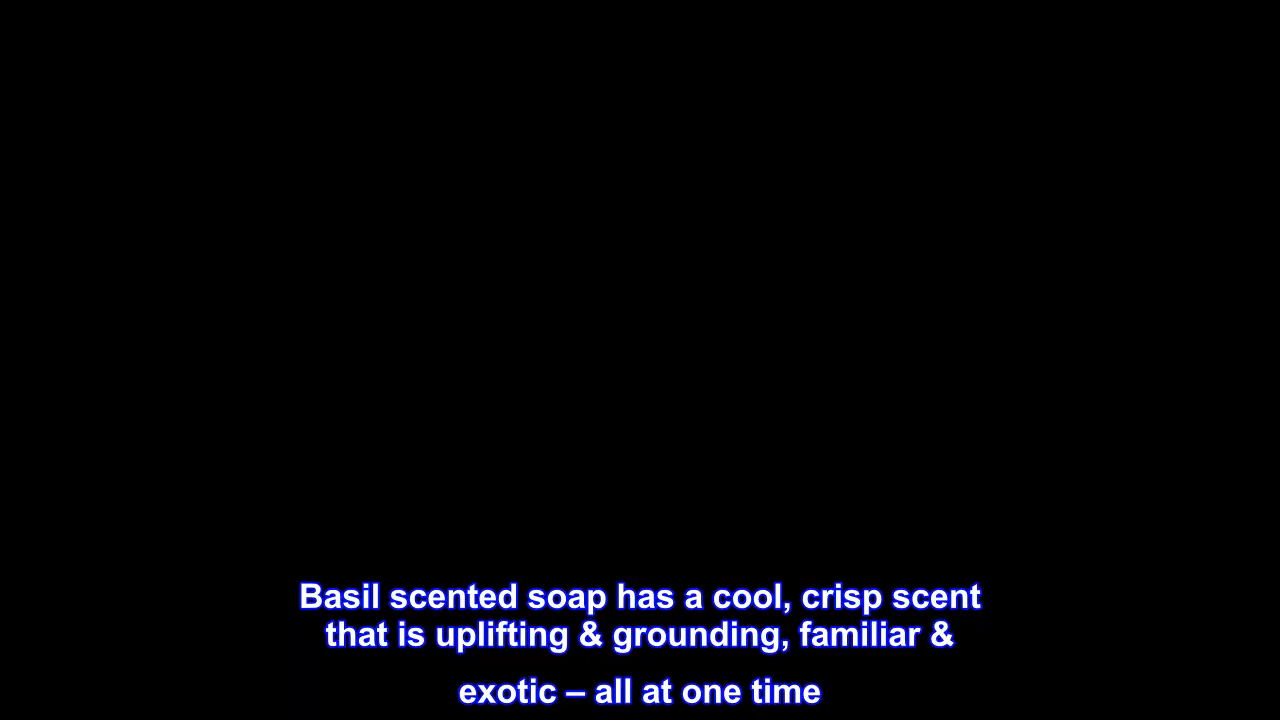 Basil scented soap has a cool, crisp scent
that is uplifting & grounding, familiar &
exotic – all at one time